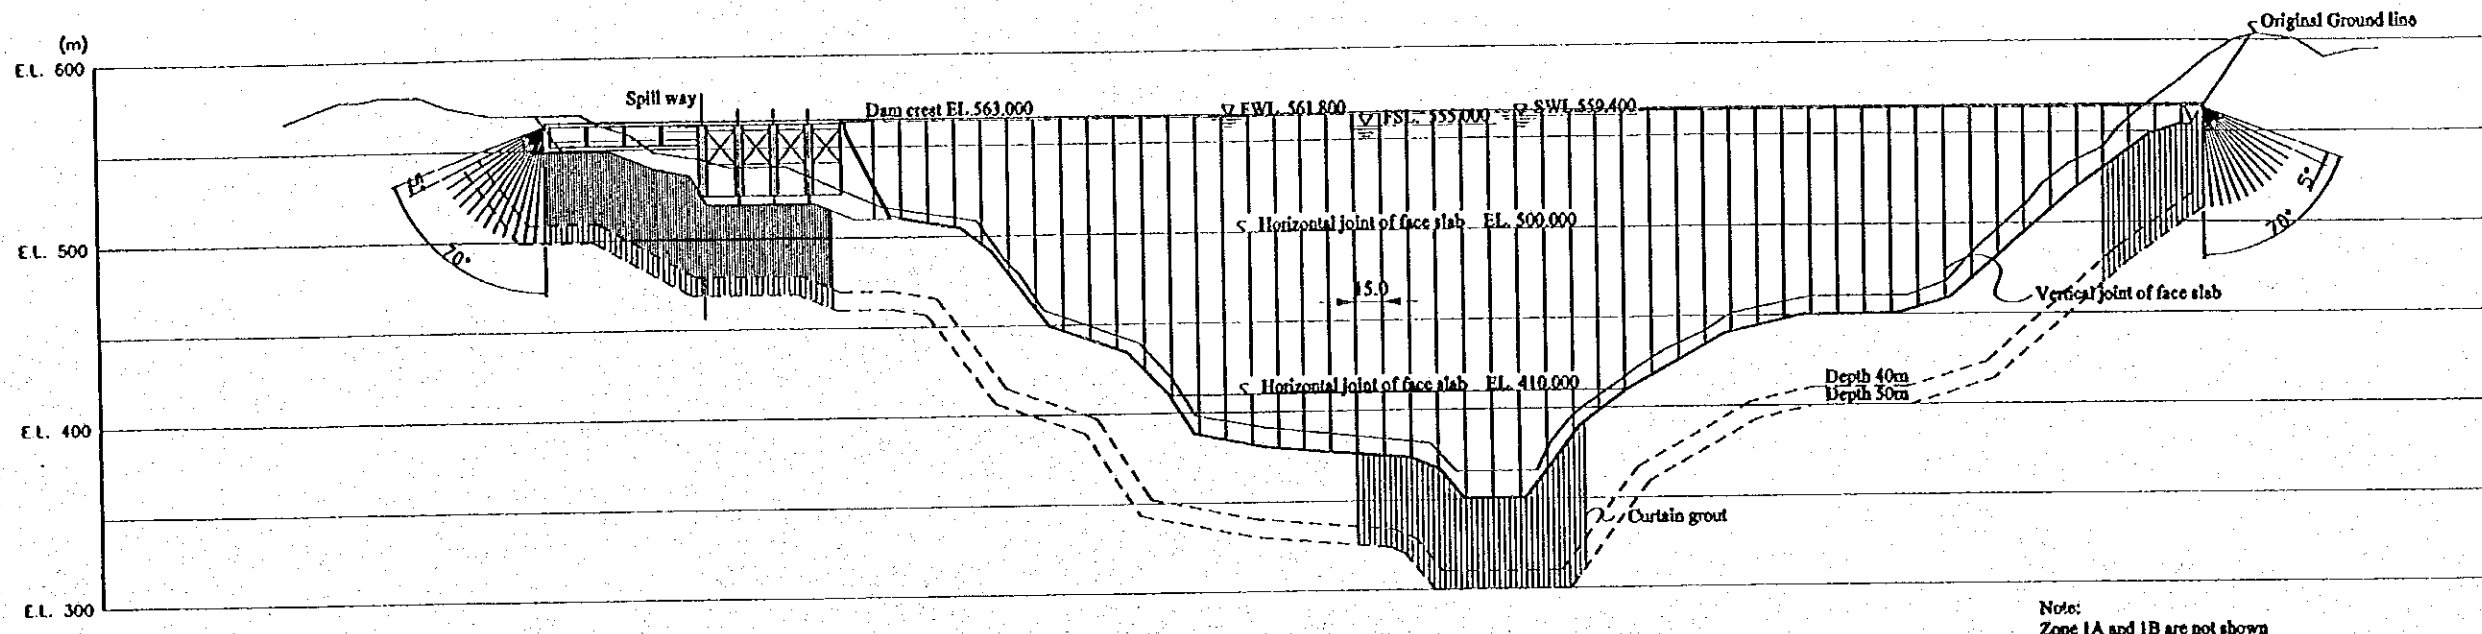 Original Ground line
(m)
E.L. 600
Spill way
Dam crest EL.563.000
FWL. 561.800
FSL. 555.000
SWL 559.400
5°
5°
70°
70°
Horizontal joint of face slab EL. 500.000
E.L. 500
15.0
Vertical joint of face slab
Horizontal joint of face slab EL. 410.000
Depth 40m
Depth 50m
E.L. 400
Curtain grout
E.L. 300
Note:
Zone 1A and 1B are not shown